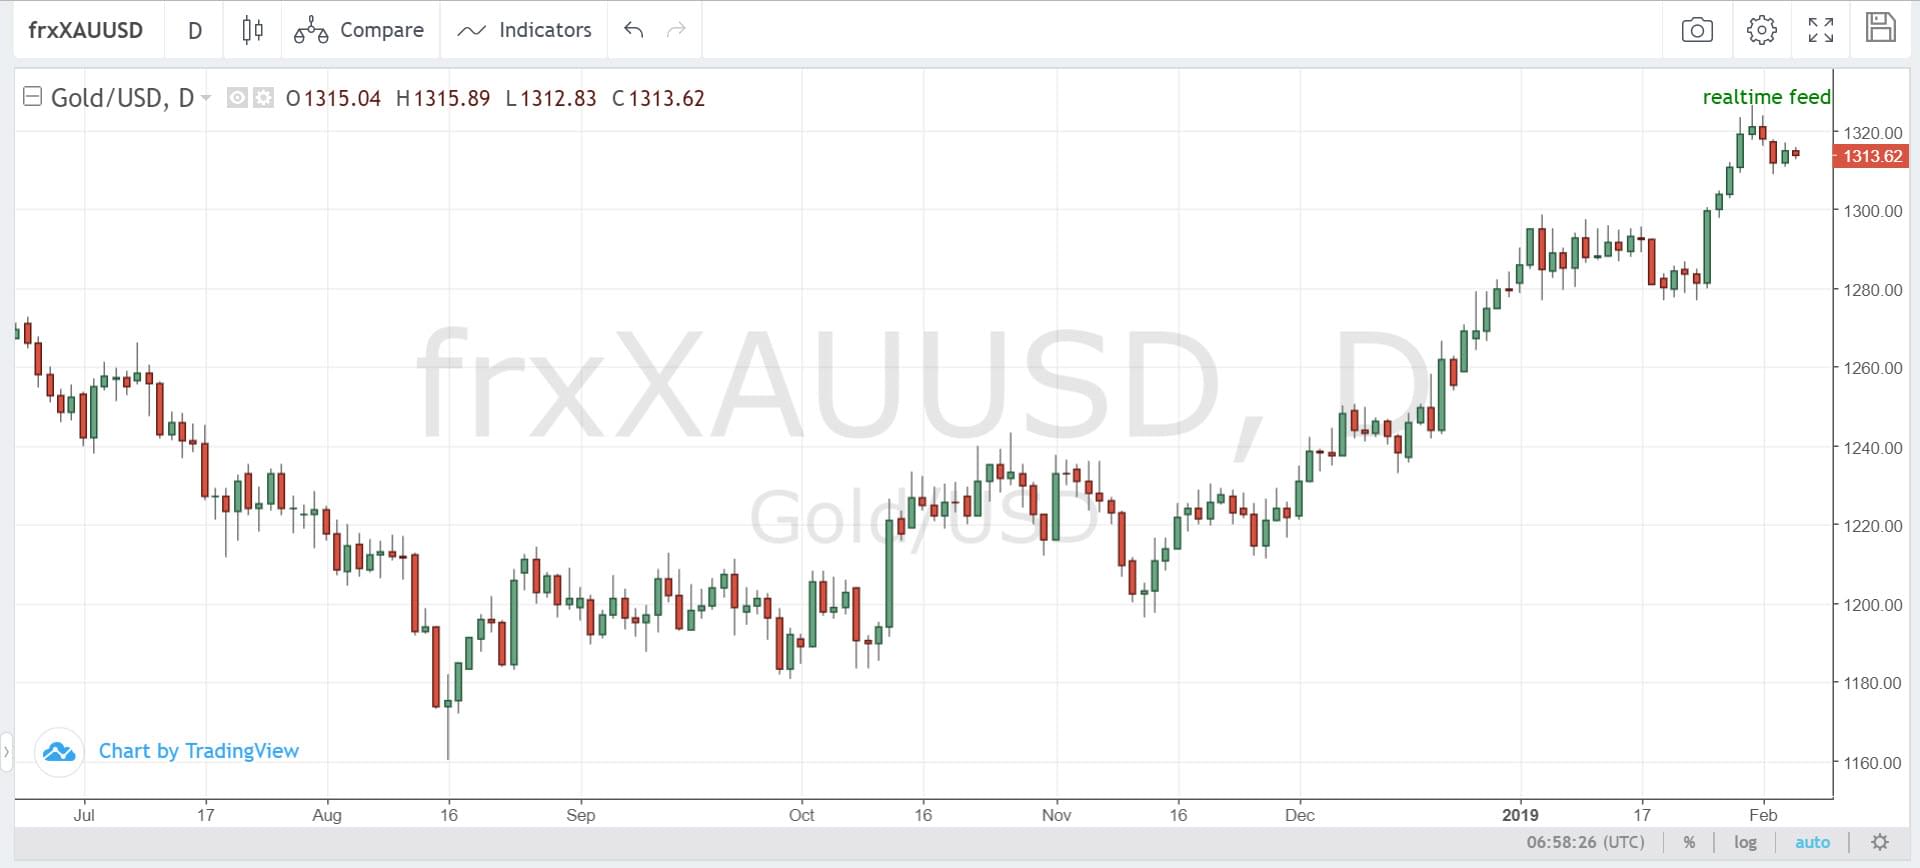 frxXAUUSD D Compare Indicators
Gold/USD, D O1315.04 H1315.89 L1312.83 C1313.62
realtime feed
1320.00
1313.62
1300.00
1280.00
1260.00
1240.00
1220.00
1200.00
1180.00
1160.00
frxXAUUSD, D
Gold/USD
Chart by TradingView
Jul 17 Aug 16 Sep Oct 16 Nov 16 Dec 2019 17 Feb
06:58:26 (UTC) % log auto